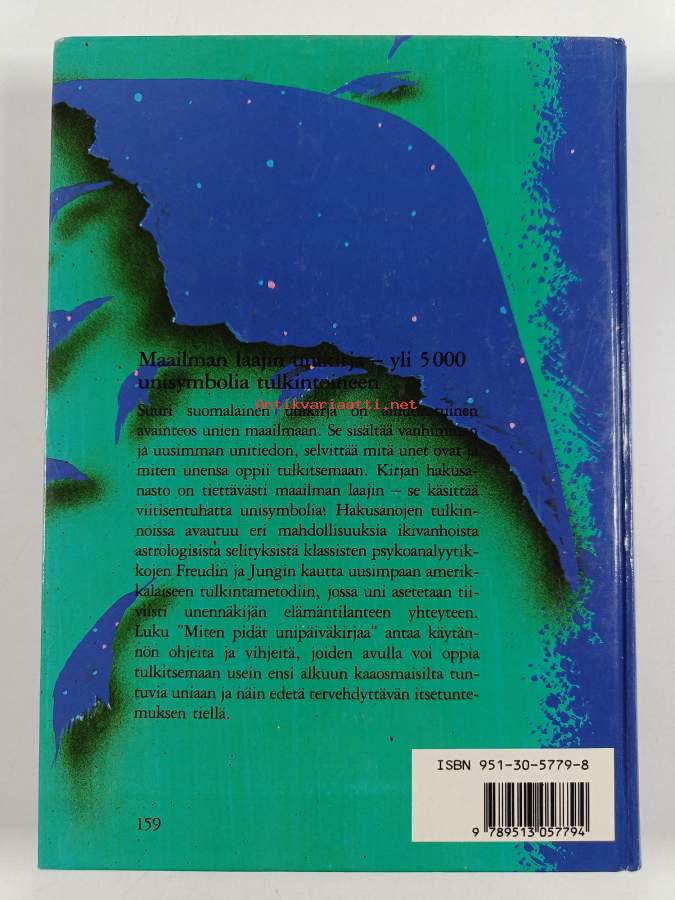 Maailman laajin unikirja – yli 5 000
unisymbolia tulkintoineen
Antikvariaatti.net
Suuri suomalainen unikirja on ainutlaatuinen
avainteos unien maailmaan. Se sisältää vanhimman
ja uusimman unitiedon, selvittää mitä unet ovat ja
miten unensa oppii tulkitsemaan. Kirjan hakusa-
nasto on tiettävästi maailman laajin – se käsittää
viitisentuhatta unisymbolia! Hakusanojen tulkin-
noissa avautuu eri mahdollisuuksia ikivanhoista
astrologisista selityksistä klassisten psykoanalyytik-
kojen Freudin ja Jungin kautta uusimpaan amerik-
kalaiseen tulkintametodiin, jossa uni asetetaan tii-
viisti unennäkijän elämäntilanteen yhteyteen.
Luku "Miten pidät unipäiväkirjaa" antaa käytän-
nön ohjeita ja vihjeitä, joiden avulla voi oppia
tulkitsemaan usein ensi alkuun kaaosmaisilta tun-
tuvia uniaan ja näin edetä tervehdyttävän itsetunte-
muksen tiellä.
ISBN 951-30-5779-8
9 789513 057794
159